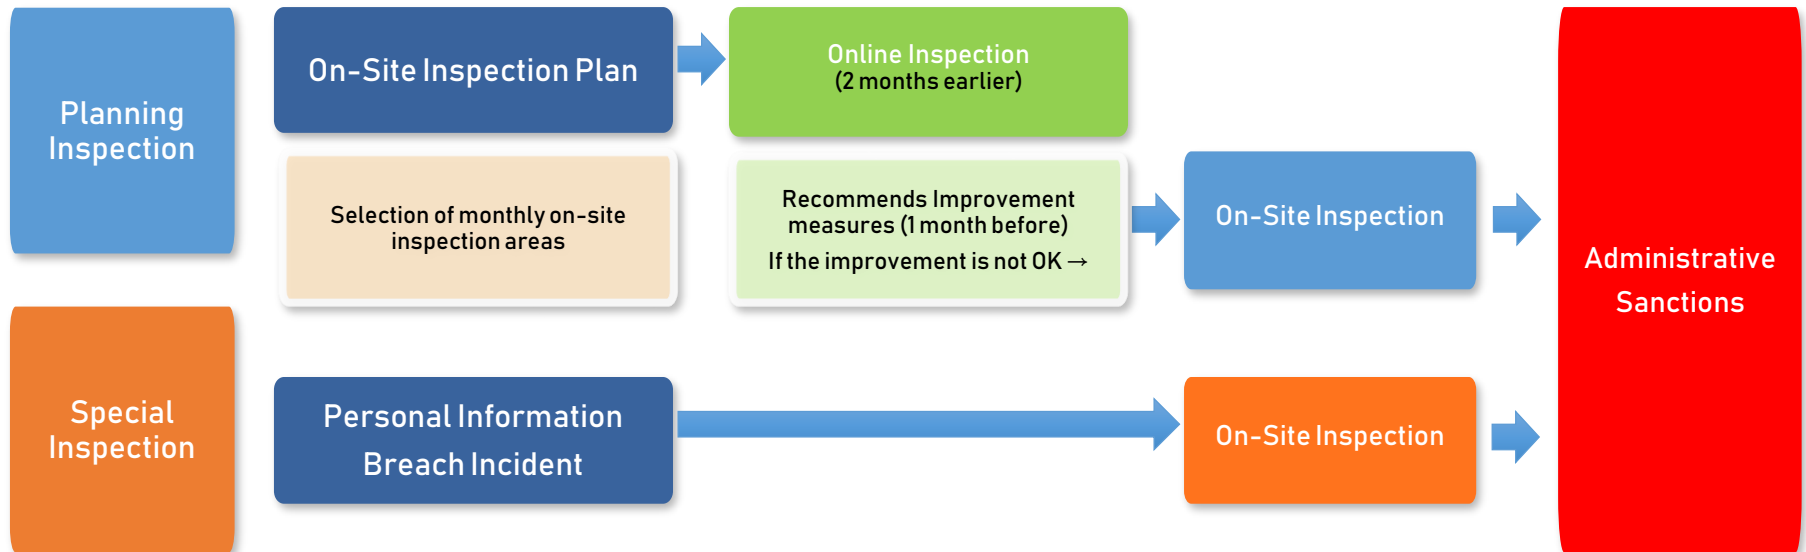 Planning
Inspection
On-Site Inspection Plan
Online Inspection
(2 months earlier)
Selection of monthly on-site
inspection areas
Recommends Improvement
measures (1 month before)
If the improvement is not OK →
On-Site Inspection
Administrative
Sanctions
Special
Inspection
Personal Information
Breach Incident
On-Site Inspection